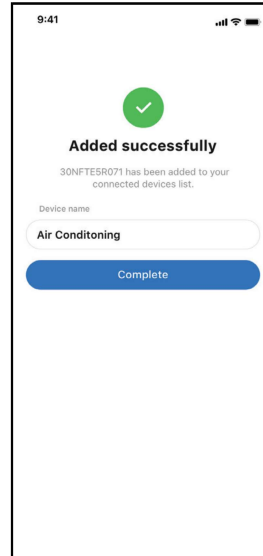 9:41
Added successfully
30NFTE5R071 has been added to your
connected devices list.
Device name
Air Conditoning
Complete